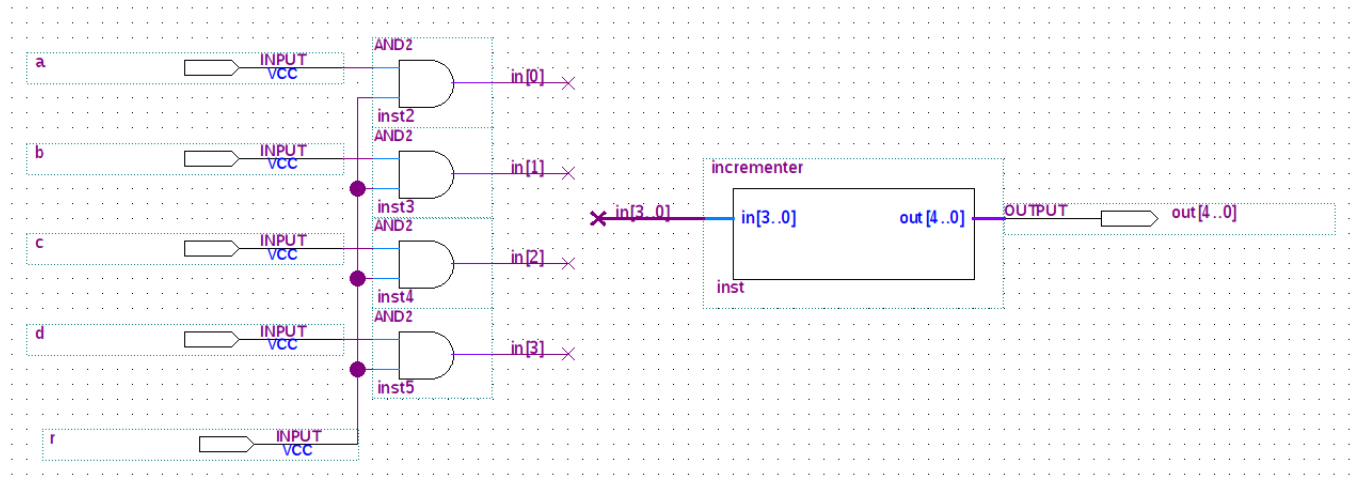 AND2
a
INPUT
VCC
in[0]
inst2
AND2
b
INPUT
VCC
in[1]
inst3
AND2
c
INPUT
VCC
in[2]
inst4
AND2
d
INPUT
VCC
in[3]
inst5
r
INPUT
VCC
incrementer
in[3..0]
in[3..0]
out[4..0]
OUTPUT
out[4..0]
inst